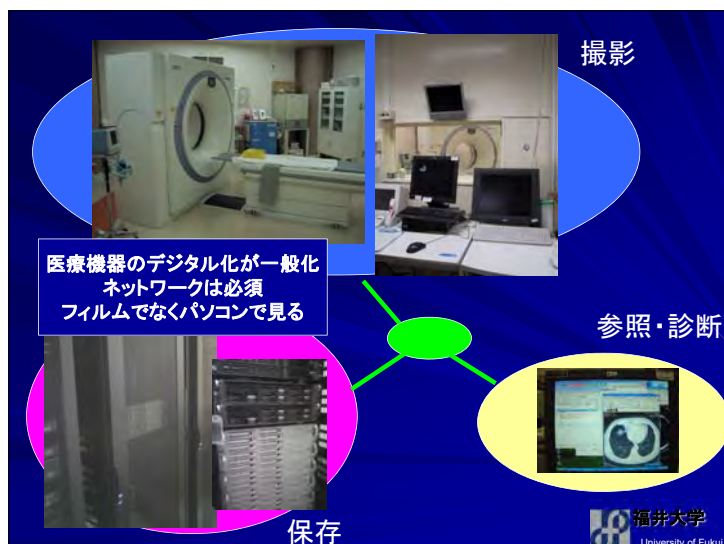 撮影
医療機器のデジタル化が一般化
ネットワークは必須
フィルムでなくパソコンで見る
参照・診断
保存
福井大学
University of Fukui